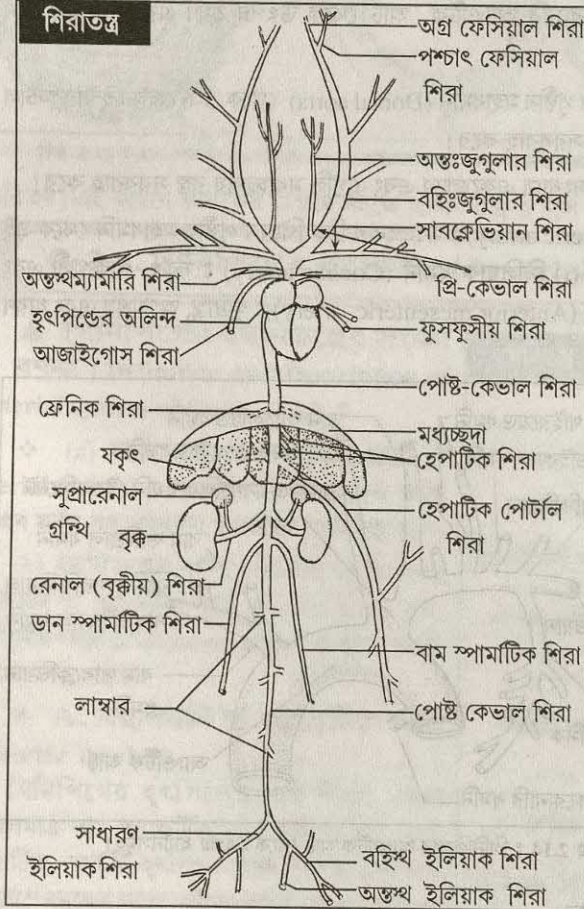 শিরাতন্ত্র
অগ্র ফেসিয়াল শিরা
পশ্চাৎ ফেসিয়াল
শিরা
অন্তঃজুগুলার শিরা
বহিঃজুগুলার শিরা
সাবক্লেভিয়ান শিরা
অন্তস্থম্যামারি শিরা
প্রি-কেভাল শিরা
হৃৎপিণ্ডের অলিন্দ
ফুসফুসীয় শিরা
আজাইগোস শিরা
পোষ্ট-কেভাল শিরা
ফ্রেনিক শিরা
মধ্যচ্ছদা
যকৃৎ
হেপাটিক শিরা
সুপ্রারেনাল
হেপাটিক পোর্টাল
গ্রন্থি
বৃক্ক
শিরা
রেনাল (বৃক্কীয়) শিরা
ডান স্পার্মাটিক শিরা
বাম স্পার্মাটিক শিরা
লাম্বার
পোষ্ট কেভাল শিরা
সাধারণ
ইলিয়াক শিরা
বহিস্থ ইলিয়াক শিরা
অন্তস্থ ইলিয়াক শিরা